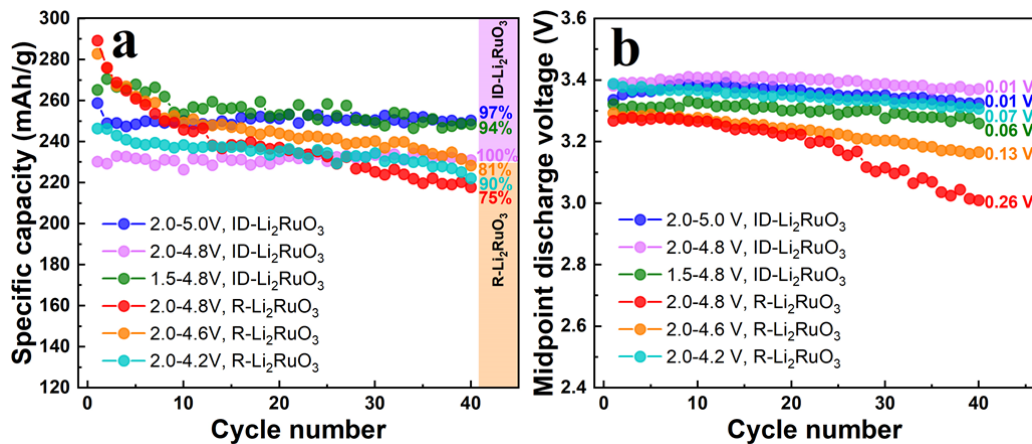 a
Specific capacity (mAh/g)
300
280
260
240
220
200
180
160
140
120
0
10
20
30
40
Cycle number
97%
94%
100%
81%
90%
75%
ID-Li₂RuO₃
R-Li₂RuO₃
2.0-5.0V, ID-Li₂RuO₃
2.0-4.8V, ID-Li₂RuO₃
1.5-4.8V, ID-Li₂RuO₃
2.0-4.8V, R-Li₂RuO₃
2.0-4.6V, R-Li₂RuO₃
2.0-4.2V, R-Li₂RuO₃
b
Midpoint discharge voltage (V)
3.6
3.4
3.2
3.0
2.8
2.6
2.4
0
10
20
30
40
Cycle number
0.01 V
0.01 V
0.07 V
0.06 V
0.13 V
0.26 V
2.0-5.0 V, ID-Li₂RuO₃
2.0-4.8 V, ID-Li₂RuO₃
1.5-4.8 V, ID-Li₂RuO₃
2.0-4.8 V, R-Li₂RuO₃
2.0-4.6 V, R-Li₂RuO₃
2.0-4.2 V, R-Li₂RuO₃